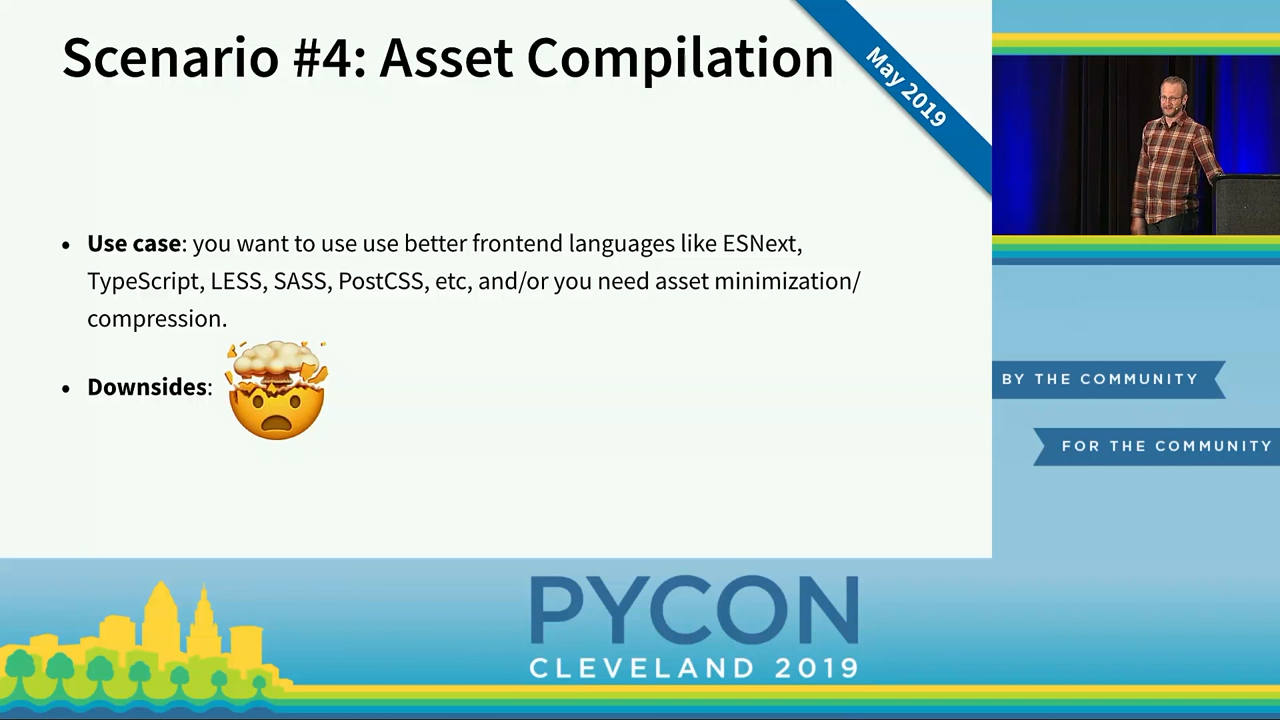 Scenario #4: Asset Compilation
May 2019
• Use case: you want to use use better frontend languages like ESNext,
TypeScript, LESS, SASS, PostCSS, etc, and/or you need asset minimization/
compression.
• Downsides:
BY THE COMMUNITY
FOR THE COMMUNITY
PYCON
CLEVELAND 2019